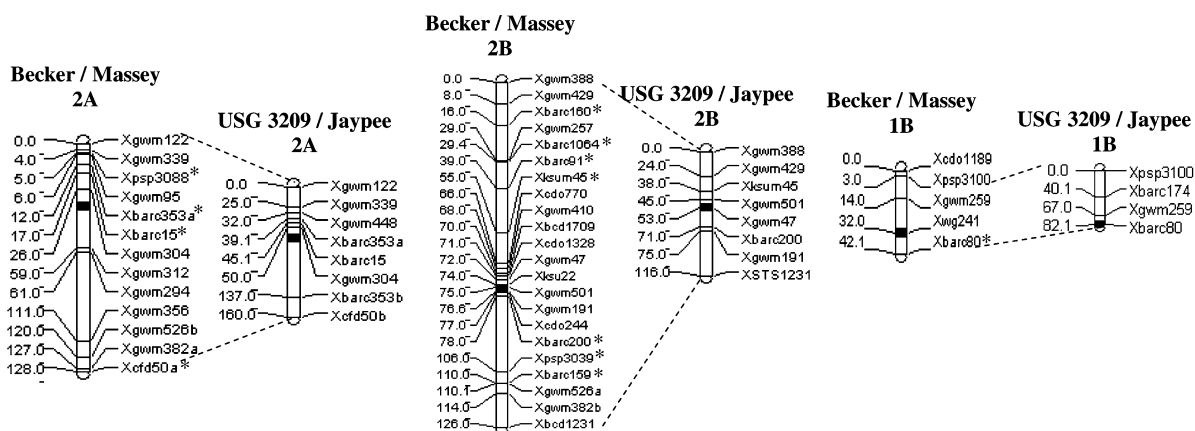 Becker / Massey
2A
0.0 Xgwm122
4.0 Xgwm339
5.0 Xpsp3088*
6.0 Xgwm95
12.0 Xbarc353a*
17.0 Xbarc15*
26.0 Xgwm304
59.0 Xgwm312
61.0 Xgwm294
111.0 Xgwm356
120.0 Xgwm526b
127.0 Xgwm382a
128.0 Xcfd50a*
USG 3209 / Jaypee
2A
0.0 Xgwm122
25.0 Xgwm339
32.0 Xgwm448
39.1 Xbarc353a
45.1 Xbarc15
50.0 Xgwm304
137.0 Xbarc353b
160.0 Xcfd50b
Becker / Massey
2B
0.0 Xgwm388
8.0 Xgwm429
16.0 Xbarc160*
29.0 Xgwm257
29.4 Xbarc1064*
39.0 Xbarc91*
55.0 Xksum45*
66.0 Xcdo770
68.0 Xgwm410
70.0 Xbcd1709
71.0 Xcdo1328
72.0 Xgwm47
74.0 Xksu22
75.0 Xgwm501
76.6 Xgwm191
77.0 Xcdo244
78.0 Xbarc200*
106.0 Xpsp3039*
110.0 Xbarc159*
110.1 Xgwm526a
114.0 Xgwm382b
126.0 Xbcd1231
USG 3209 / Jaypee
2B
0.0 Xgwm388
24.0 Xgwm429
38.0 Xksum45
45.0 Xgwm501
53.0 Xgwm47
71.0 Xbarc200
75.0 Xgwm191
116.0 XSTS1231
Becker / Massey
1B
0.0 Xcdo1189
3.0 Xpsp3100
14.0 Xgwm259
32.0 Xwg241
42.1 Xbarc80*
USG 3209 / Jaypee
1B
0.0 Xpsp3100
40.1 Xbarc174
67.0 Xgwm259
82.1 Xbarc80